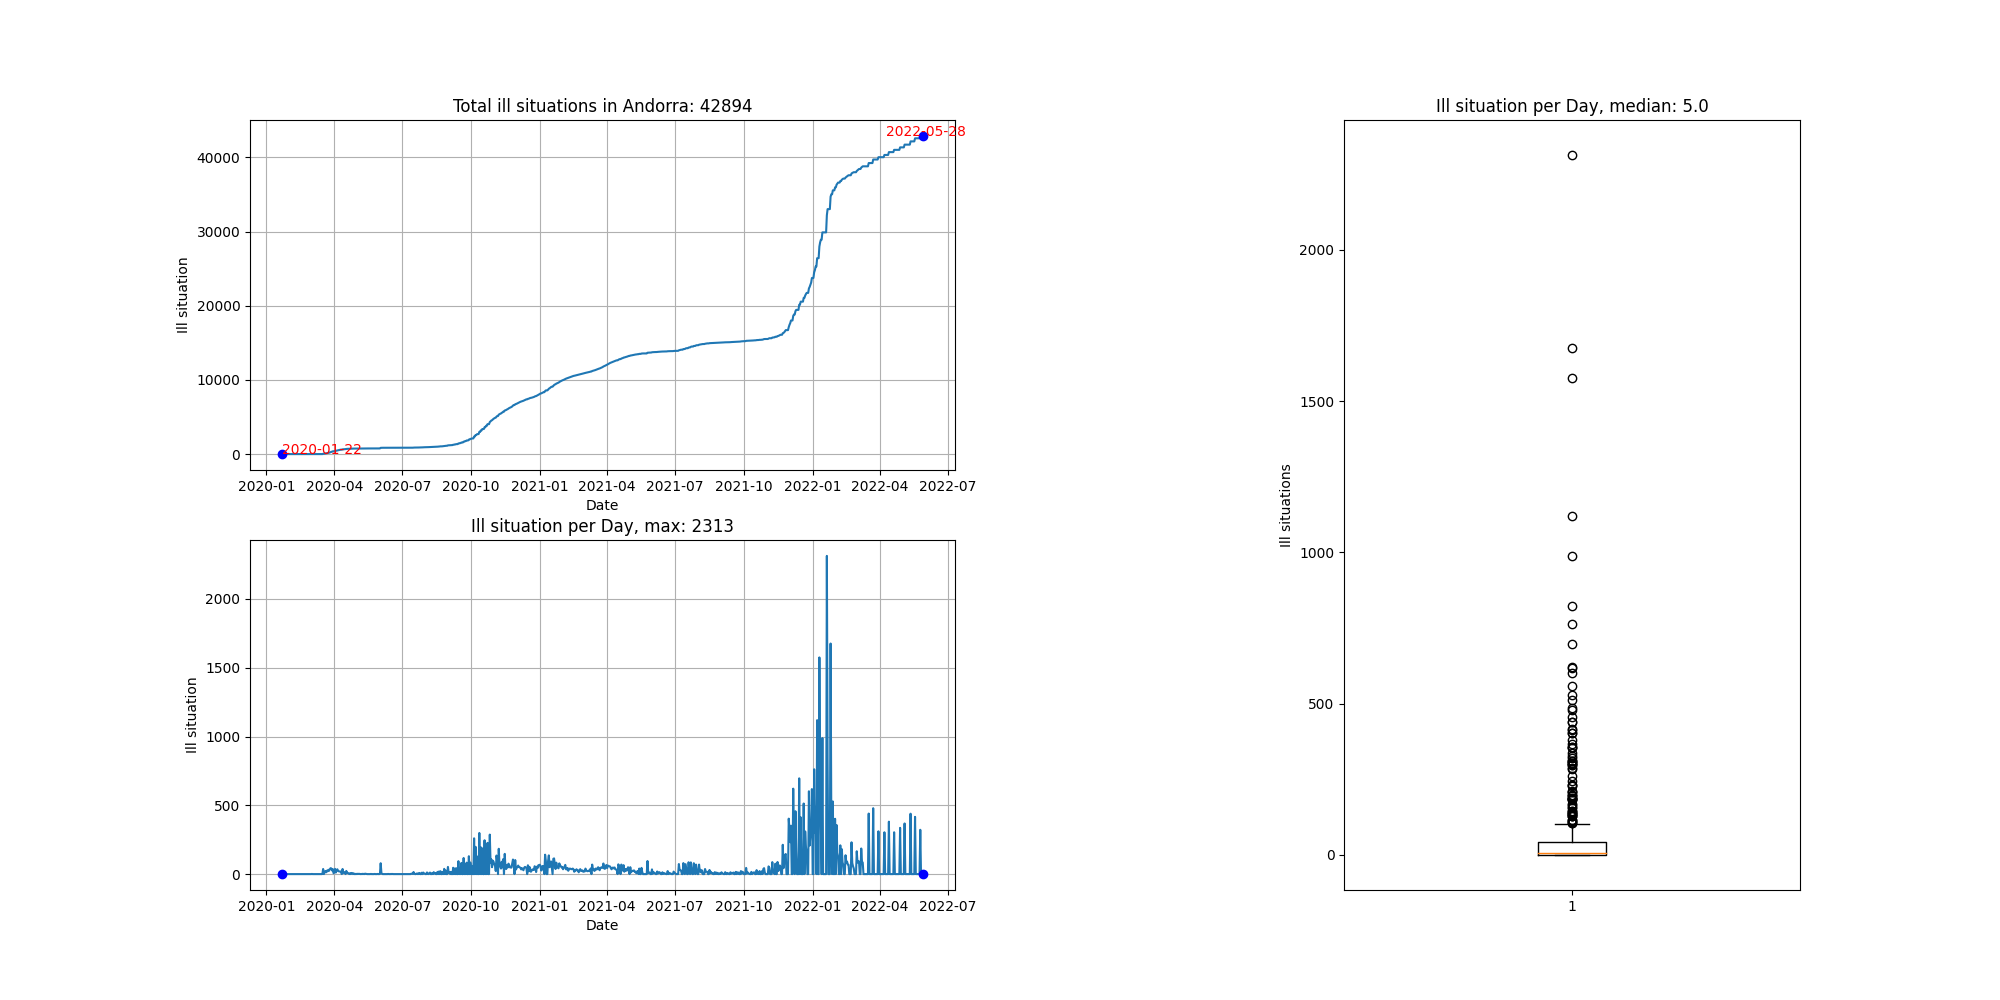 Total ill situations in Andorra: 42894
Ill situation
40000
30000
20000
10000
0
2020-01-22
2022-05-28
2020-01 2020-04 2020-07 2020-10 2021-01 2021-04 2021-07 2021-10 2022-01 2022-04 2022-07
Date
Ill situation per Day, max: 2313
Ill situation
2000
1500
1000
500
0
2020-01 2020-04 2020-07 2020-10 2021-01 2021-04 2021-07 2021-10 2022-01 2022-04 2022-07
Date
Ill situation per Day, median: 5.0
Ill situations
2000
1500
1000
500
0
1